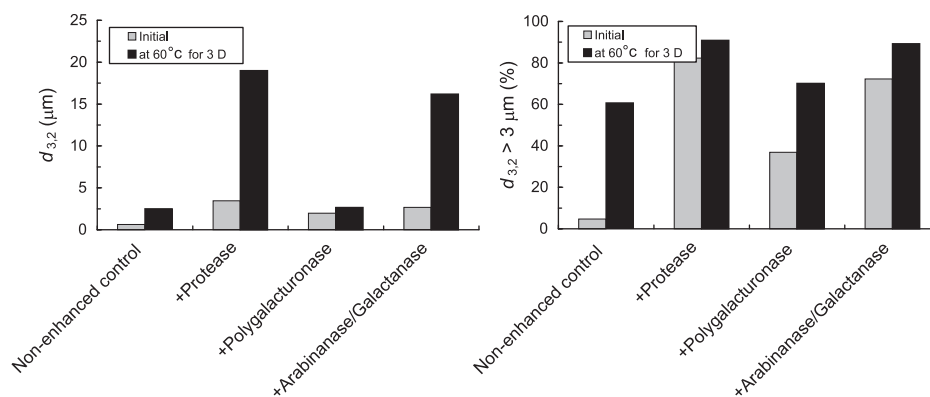 25
20
15
10
5
0
d3,2 (μm)
Initial
at 60°c for 3 D
Non-enhanced control
+Protease
+Polygalacturonase
+Arabinanase/Galactanase
100
80
60
40
20
0
d3,2 > 3 μm (%)
Initial
at 60°c for 3 D
Non-enhanced control
+Protease
+Polygalacturonase
+Arabinanase/Galactanase